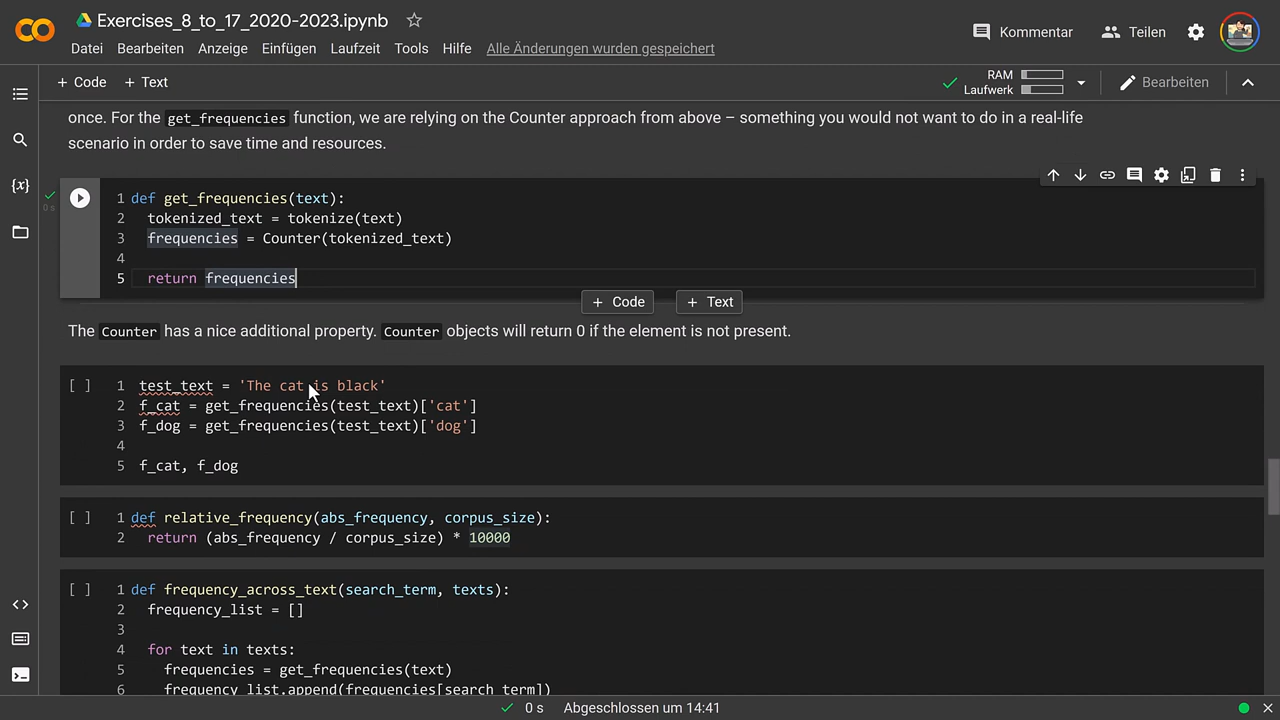 Exercises_8_to_17_2020-2023.ipynb
Datei Bearbeiten Anzeige Einfügen Laufzeit Tools Hilfe Alle Änderungen wurden gespeichert
Kommentar Teilen
+ Code + Text
RAM
Laufwerk
Bearbeiten
once. For the get_frequencies function, we are relying on the Counter approach from above – something you would not want to do in a real-life
scenario in order to save time and resources.
0 s
1 def get_frequencies(text):
2 tokenized_text = tokenize(text)
3 frequencies = Counter(tokenized_text)
4
5 return frequencies
+ Code + Text
The Counter has a nice additional property. Counter objects will return 0 if the element is not present.
[ ] 1 test_text = 'The cat is black'
2 f_cat = get_frequencies(test_text)['cat']
3 f_dog = get_frequencies(test_text)['dog']
4
5 f_cat, f_dog
[ ] 1 def relative_frequency(abs_frequency, corpus_size):
2 return (abs_frequency / corpus_size) * 10000
[ ] 1 def frequency_across_text(search_term, texts):
2 frequency_list = []
3
4 for text in texts:
5 frequencies = get_frequencies(text)
6 frequency_list.append(frequencies[search_term])
0 s Abgeschlossen um 14:41